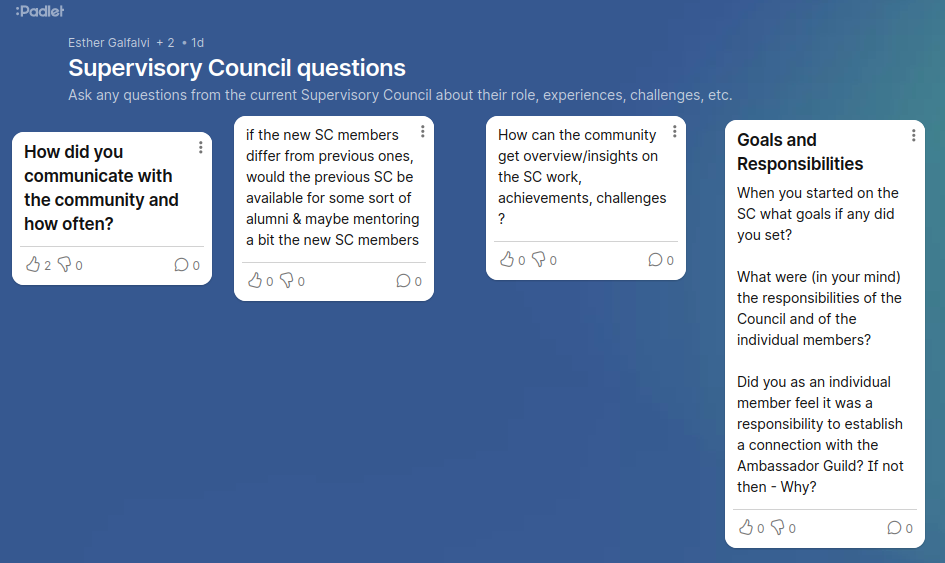 :Padlet
Esther Galfalvi + 2 • 1d
Supervisory Council questions
Ask any questions from the current Supervisory Council about their role, experiences, challenges, etc.
How did you
communicate with
the community and
how often?
2 0 0
if the new SC members
differ from previous ones,
would the previous SC be
available for some sort of
alumni & maybe mentoring
a bit the new SC members
0 0 0
How can the community
get overview/insights on
the SC work,
achievements, challenges
?
0 0 0
Goals and
Responsibilities
When you started on the
SC what goals if any did
you set?
What were (in your mind)
the responsibilities of the
Council and of the
individual members?
Did you as an individual
member feel it was a
responsibility to establish
a connection with the
Ambassador Guild? If not
then - Why?
0 0 0